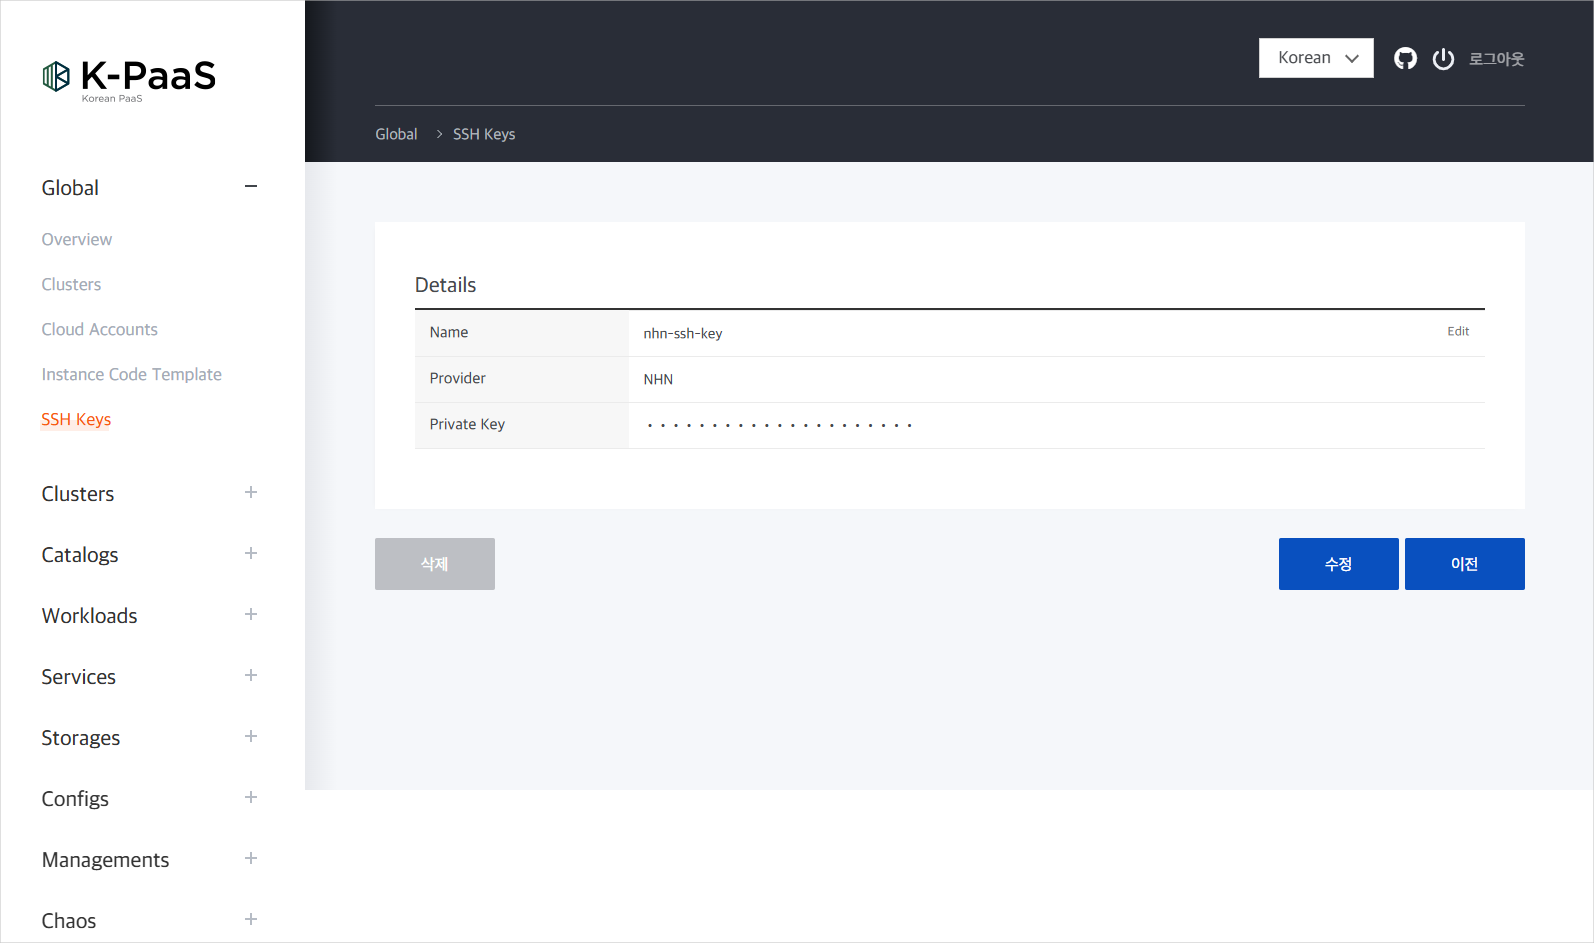 K-PaaS
Korean PaaS
Korean
로그아웃
Global > SSH Keys
Global
Overview
Clusters
Cloud Accounts
Instance Code Template
SSH Keys
Clusters
Catalogs
Workloads
Services
Storages
Configs
Managements
Chaos
Details
Name nhn-ssh-key Edit
Provider NHN
Private Key •••••••••••••••••••••
삭제
수정
이전